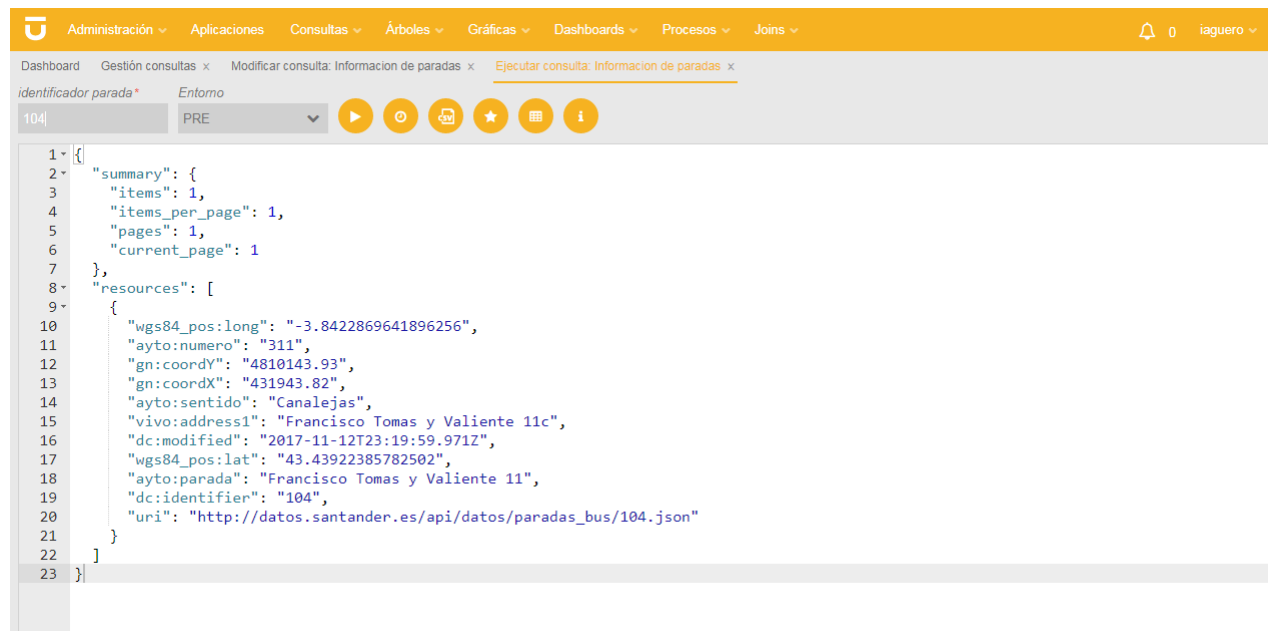 Administración Aplicaciones Consultas Árboles Gráficas Dashboards Procesos Joins 0 iaguero
Dashboard Gestión consultas x Modificar consulta: Informacion de paradas x Ejecutar consulta: Informacion de paradas x
identificador parada* Entorno
104 PRE CSV i
1 {
2 "summary": {
3 "items": 1,
4 "items_per_page": 1,
5 "pages": 1,
6 "current_page": 1
7 },
8 "resources": [
9 {
10 "wgs84_pos:long": "-3.8422869641896256",
11 "ayto:numero": "311",
12 "gn:coordY": "4810143.93",
13 "gn:coordX": "431943.82",
14 "ayto:sentido": "Canalejas",
15 "vivo:address1": "Francisco Tomas y Valiente 11c",
16 "dc:modified": "2017-11-12T23:19:59.971Z",
17 "wgs84_pos:lat": "43.43922385782502",
18 "ayto:parada": "Francisco Tomas y Valiente 11",
19 "dc:identifier": "104",
20 "uri": "http://datos.santander.es/api/datos/paradas_bus/104.json"
21 }
22 ]
23 }